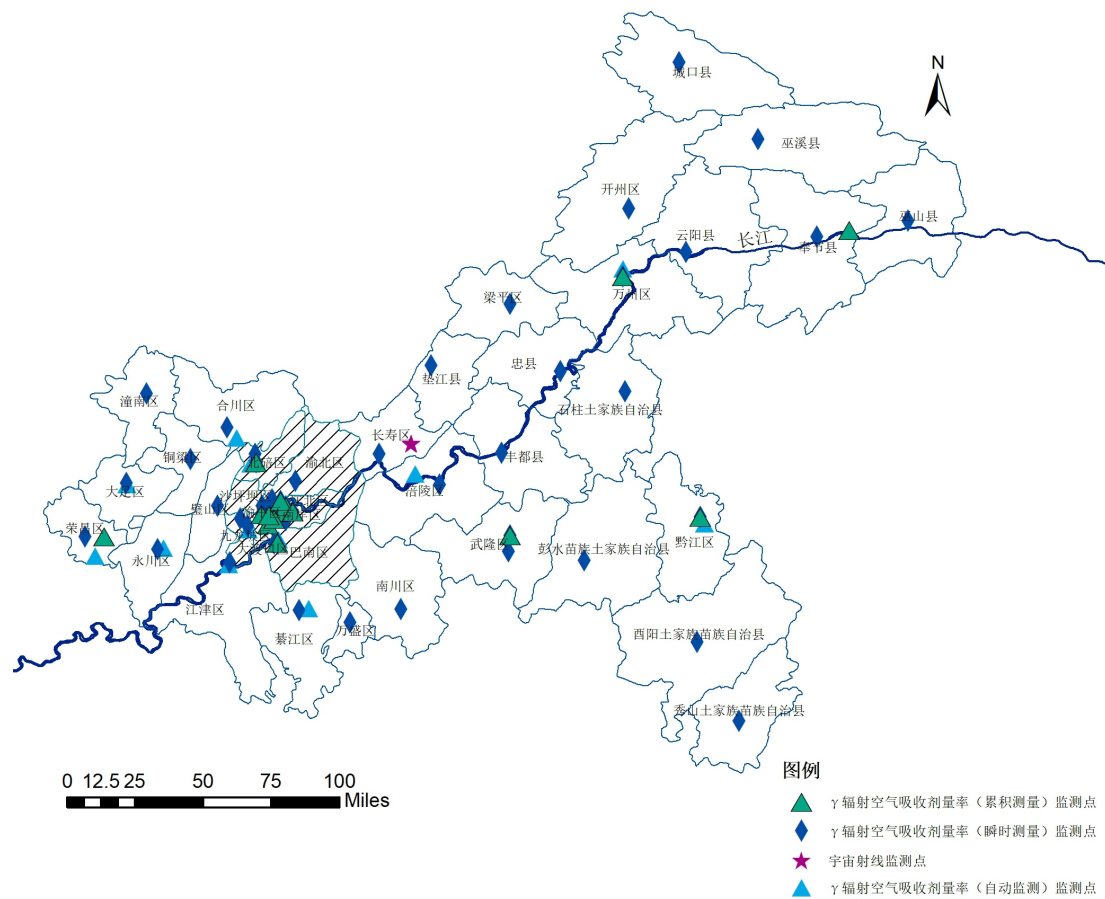 城口县
N
巫溪县
开州区
巫山县
云阳县
长江
奉节县
万州区
梁平区
忠县
垫江县
石柱土家族自治县
潼南区
合川区
长寿区
铜梁区
北碚区
渝北区
丰都县
大足区
涪陵区
沙坪坝区
璧山区
江北区
南岸区
荣昌区
九龙坡区
武隆区
彭水苗族土家族自治县
黔江区
大渡口区
巴南区
永川区
南川区
江津区
綦江区
万盛区
酉阳土家族苗族自治县
秀山土家族苗族自治县
图例
0 12.5 25 50 75 100
Miles
γ辐射空气吸收剂量率（累积测量）监测点
γ辐射空气吸收剂量率（瞬时测量）监测点
宇宙射线监测点
γ辐射空气吸收剂量率（自动监测）监测点